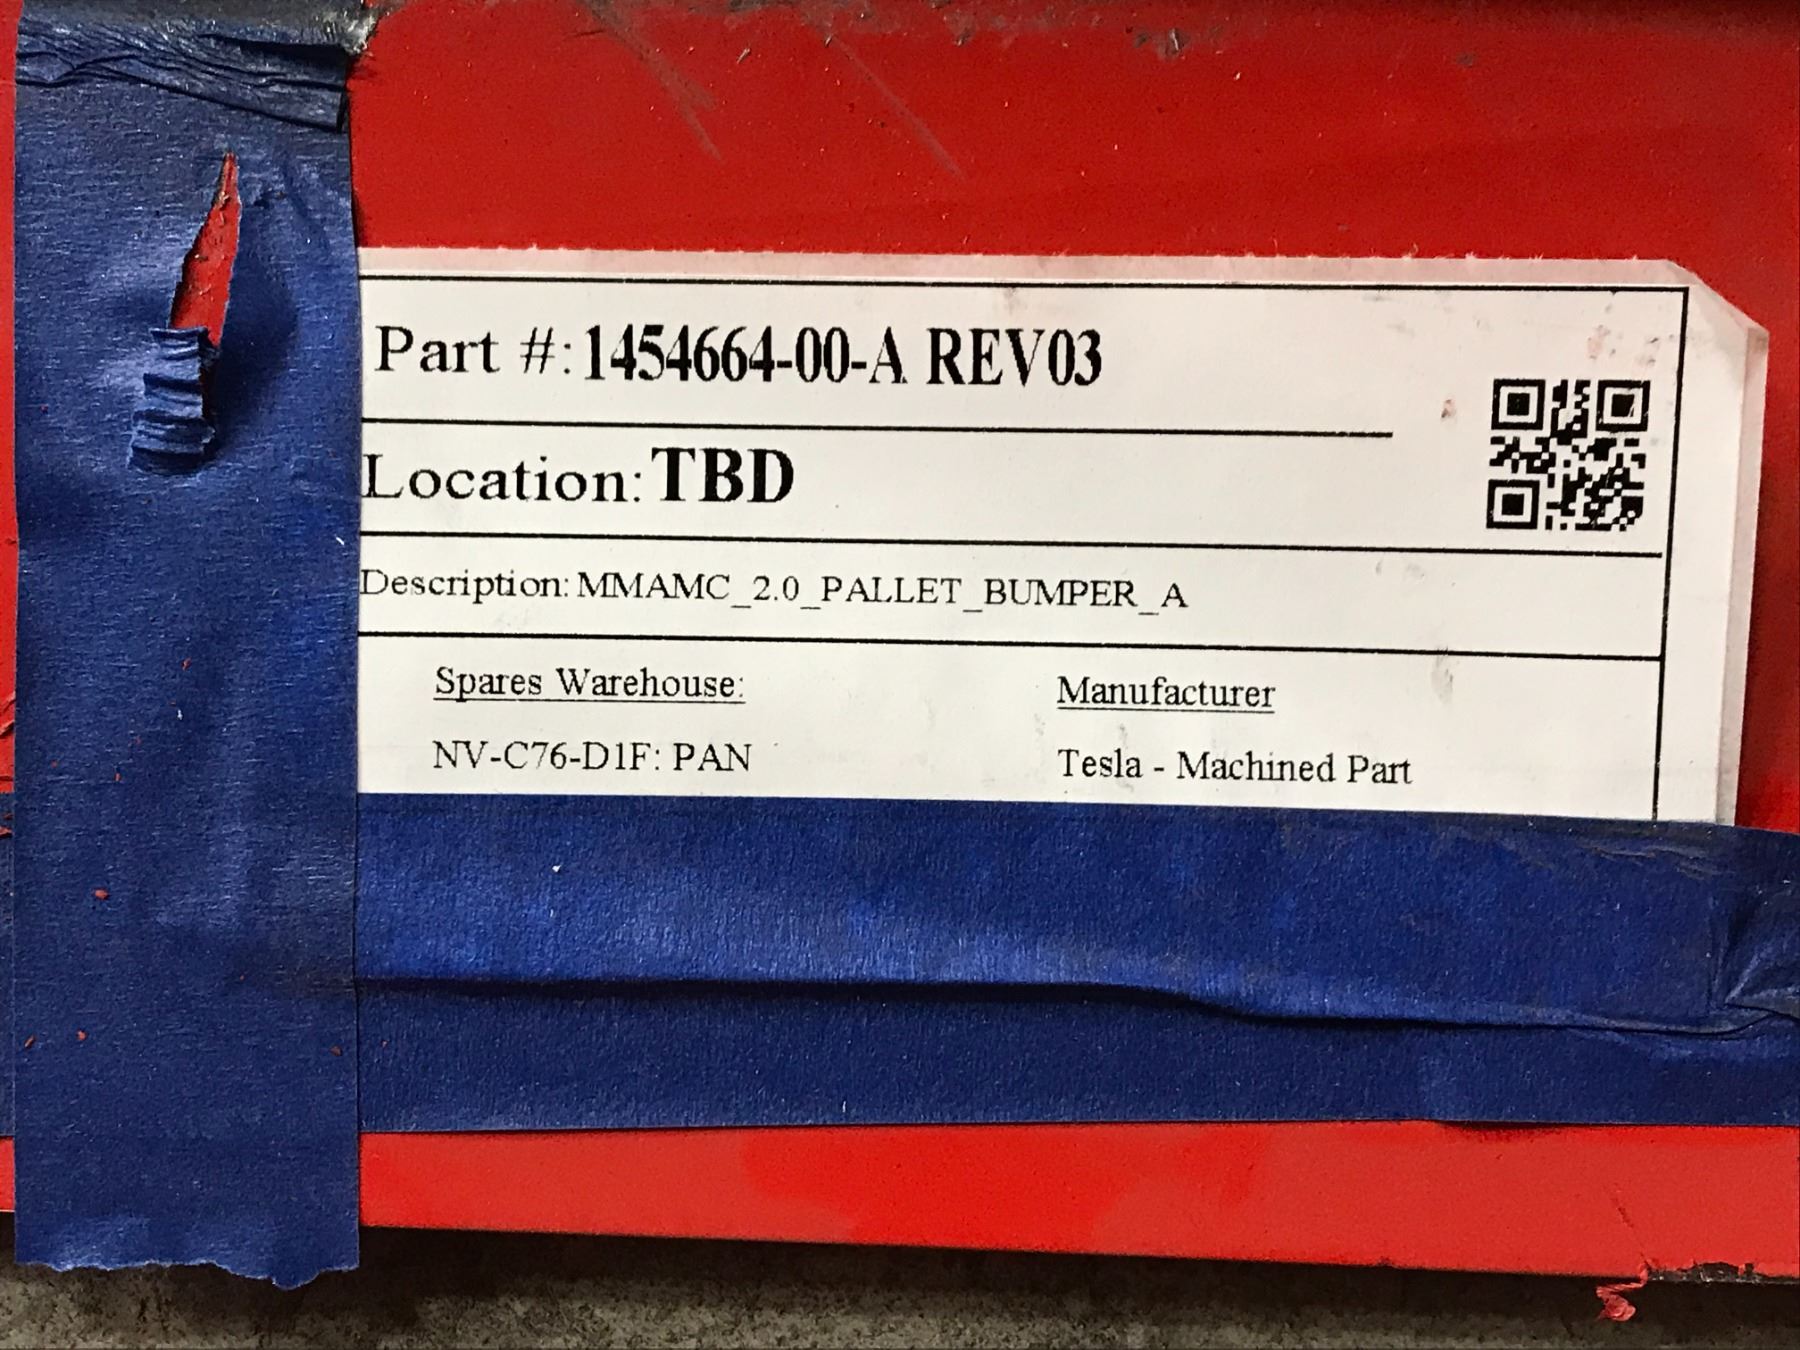 Part #: 1454664-00-A REV03
Location: TBD
Description: MMAMC_2.0_PALLET_BUMPER_A
Spares Warehouse: Manufacturer
NV-C76-D1F: PAN Tesla - Machined Part